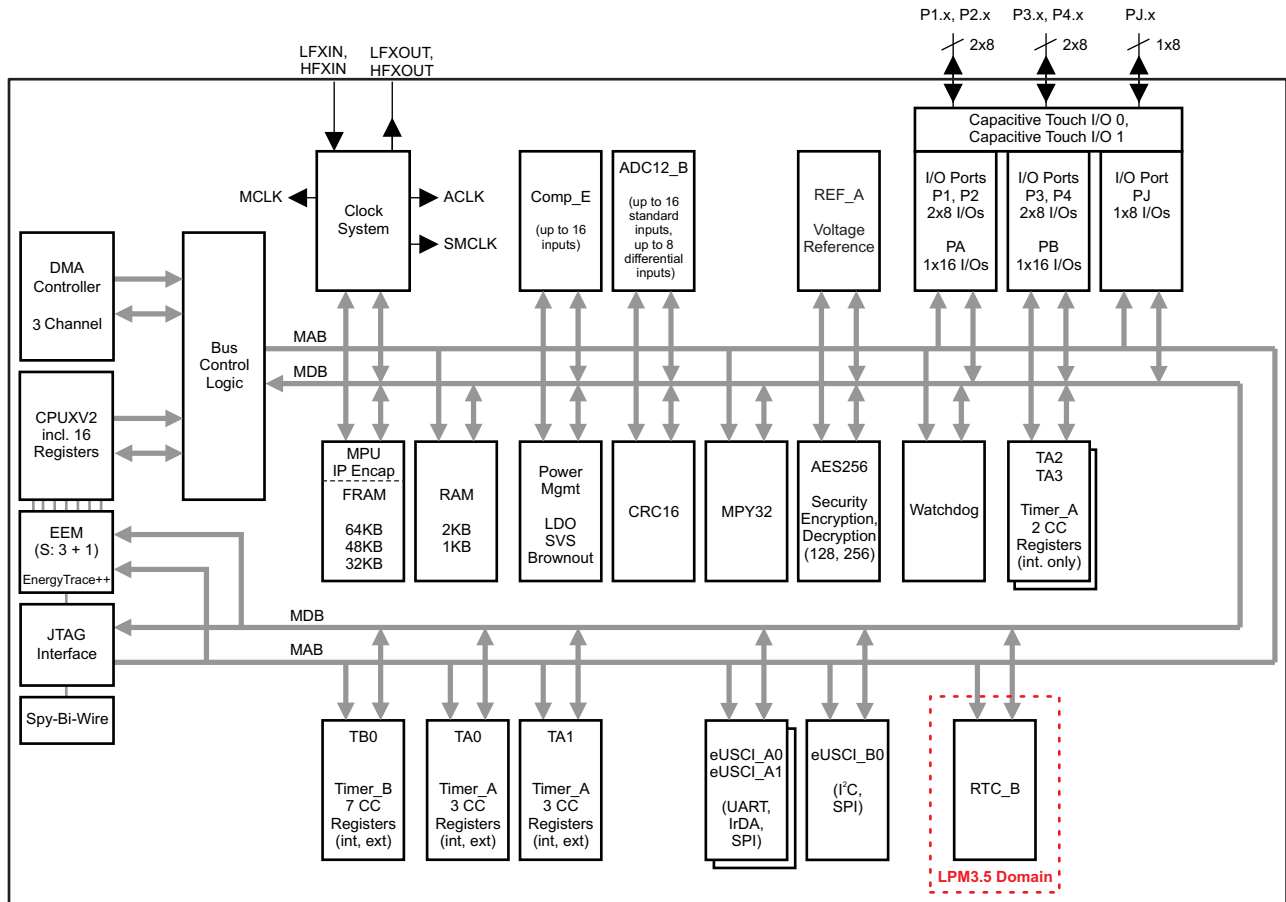 P1.x, P2.x
2x8
P3.x, P4.x
2x8
PJ.x
1x8
LFXIN,
HFXIN
LFXOUT,
HFXOUT
Capacitive Touch I/O 0,
Capacitive Touch I/O 1
MCLK
Clock
System
ACLK
SMCLK
Comp_E
(up to 16
inputs)
ADC12_B
(up to 16
standard
inputs,
up to 8
differential
inputs)
REF_A
Voltage
Reference
I/O Ports
P1, P2
2x8 I/Os
PA
1x16 I/Os
I/O Ports
P3, P4
2x8 I/Os
PB
1x16 I/Os
I/O Port
PJ
1x8 I/Os
DMA
Controller
3 Channel
Bus
Control
Logic
MAB
MDB
CPUXV2
incl. 16
Registers
MPU
IP Encap
FRAM
64KB
48KB
32KB
RAM
2KB
1KB
Power
Mgmt
LDO
SVS
Brownout
CRC16
MPY32
AES256
Security
Encryption,
Decryption
(128, 256)
Watchdog
TA2
TA3
Timer_A
2 CC
Registers
(int. only)
EEM
(S: 3 + 1)
EnergyTrace++
JTAG
Interface
Spy-Bi-Wire
MDB
MAB
TB0
Timer_B
7 CC
Registers
(int, ext)
TA0
Timer_A
3 CC
Registers
(int, ext)
TA1
Timer_A
3 CC
Registers
(int, ext)
eUSCI_A0
eUSCI_A1
(UART,
IrDA,
SPI)
eUSCI_B0
(I²C,
SPI)
RTC_B
LPM3.5 Domain